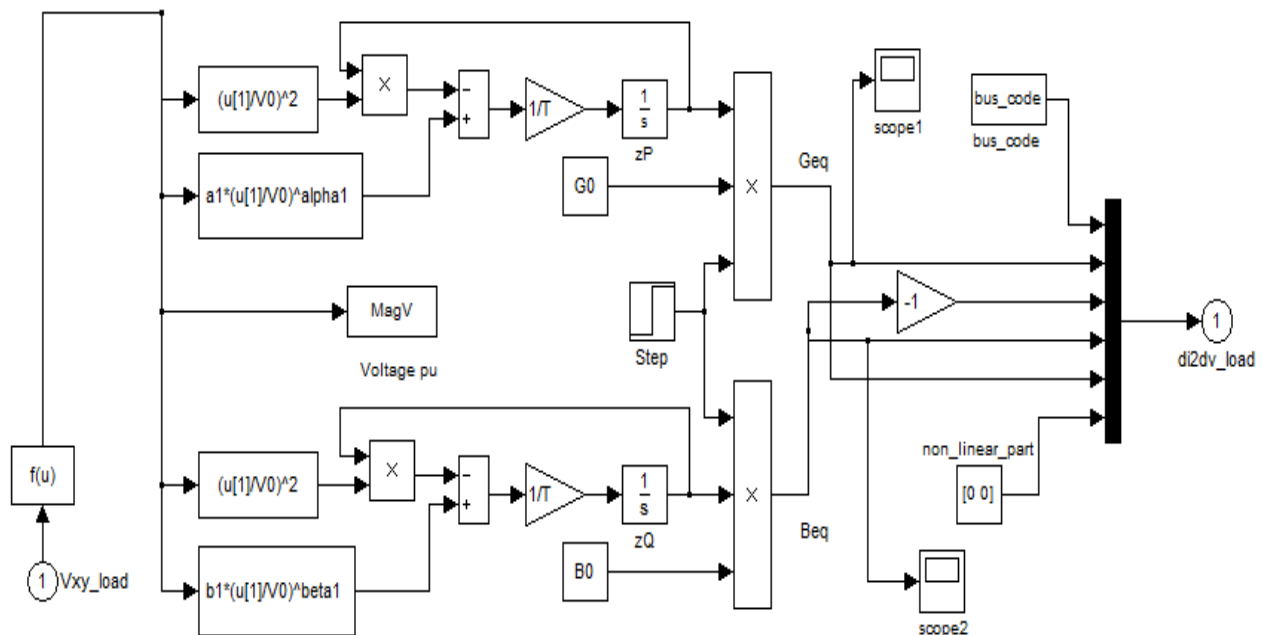 (u[1]/V0)^2
X
−
+
1/T
1
s
zP
a1*(u[1]/V0)^alpha1
G0
X
Geq
scope1
bus_code
bus_code
MagV
Voltage pu
Step
-1
1
di2dv_load
(u[1]/V0)^2
X
−
+
1/T
1
s
zQ
X
Beq
non_linear_part
[0 0]
f(u)
1
Vxy_load
b1*(u[1]/V0)^beta1
B0
scope2